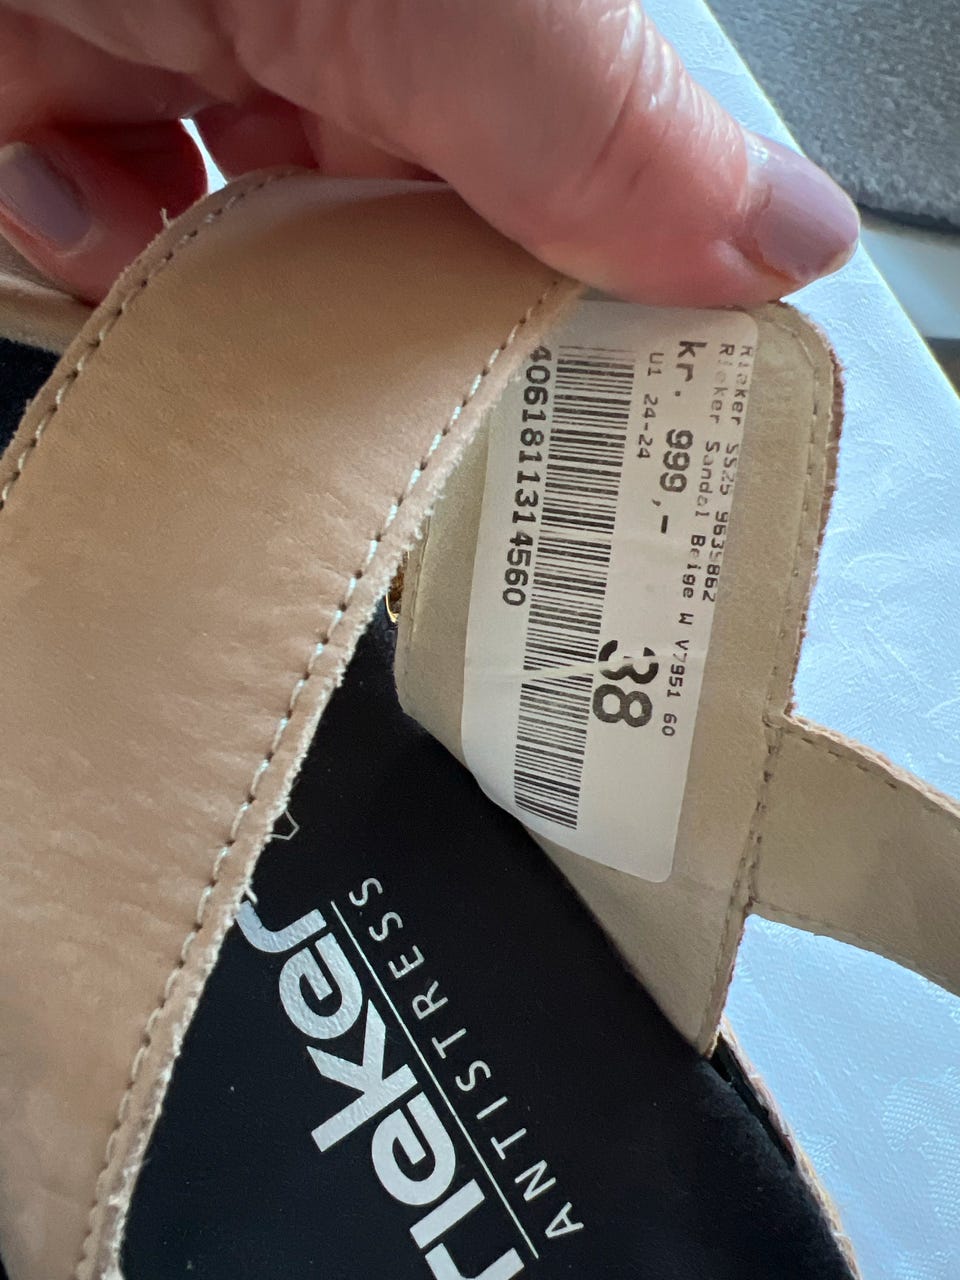 Rieker SS25 9635862
Rieker Sandal Beige W V7951 60
kr. 999,-
38
U1 24-24
4061811314560
rieker
ANTISTRESS